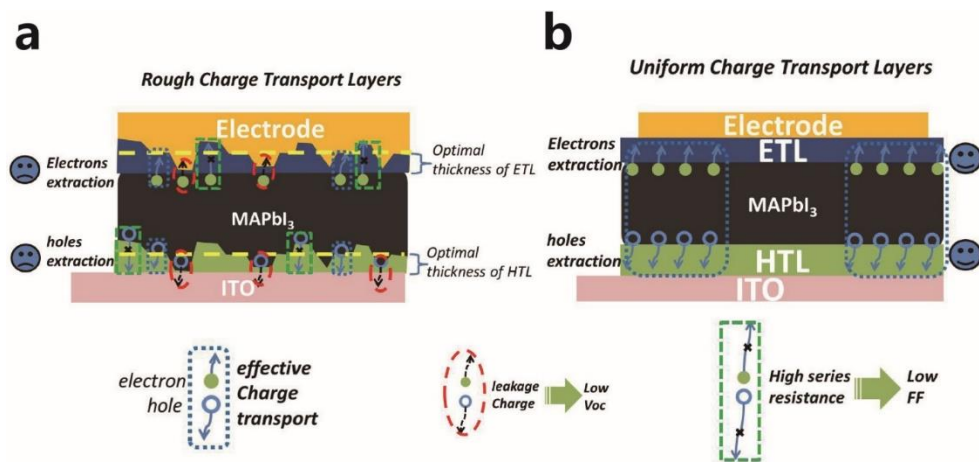 a
Rough Charge Transport Layers
Electrode
Electrons
extraction
Optimal
thickness of ETL
MAPbI₃
holes
extraction
Optimal
thickness of HTL
ITO
b
Uniform Charge Transport Layers
Electrode
Electrons
extraction
ETL
MAPbI₃
holes
extraction
HTL
ITO
electron
hole
effective
Charge
transport
leakage
Charge
Low
Voc
High series
resistance
Low
FF